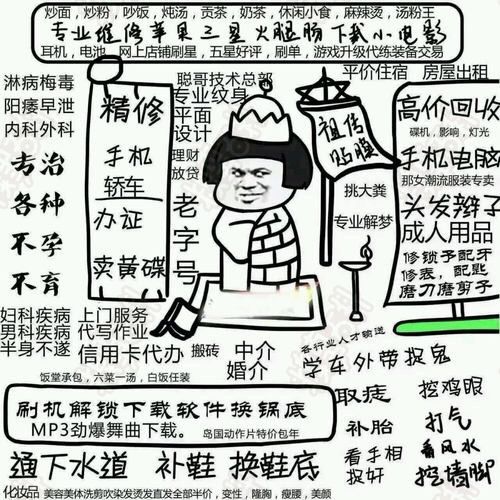 炒面，炒粉，吵饭，炖汤，贡茶，奶茶，休闲小食，麻辣烫，汤粉王
专业维修苹果三星火腿肠下载小电影
耳机，电池，网上店铺刷星，五星好评，刷单，游戏升级代练装备交易
平价住宿 房屋出租
淋病梅毒
阳痿早泄
内科外科
专治
各种
不孕
不育
精修
手机
轿车
办证
卖黄碟
聪哥技术总部
专业纹身
平面
设计
理财
放贷
老字号
祖传
贴膜
挑大粪
专业解梦
高价回收
碟机，影响，灯光
手机电脑
那女潮流服装专卖
头发辫子
成人用品
修锁子配牙
修表，配匙
磨刀磨剪子
妇科疾病
男科疾病
半身不遂
上门服务
代写作业
信用卡代办
搬砖
中介
婚介
各行业人才输送
学车外带捉鬼
饭堂承包，六菜一汤，白饭任装
刷机解锁下载软件换锅底
MP3劲爆舞曲下载。
岛国动作片特价包年
取痣
补胎
看手相
捉奸
挖鸡眼
打气
看风水
挖墙脚
通下水道 补鞋 换鞋底
化妆品
美容美体洗剪吹染发烫发直发全部半价，变性，隆胸，瘦腰，美颜